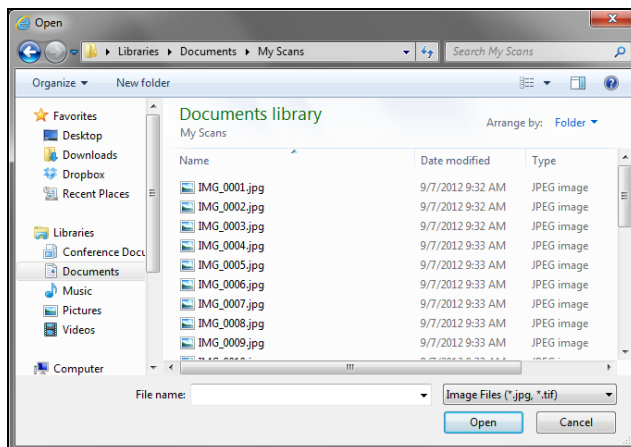 Open
Libraries Documents My Scans Search My Scans
Organize New folder
Favorites
Desktop
Downloads
Dropbox
Recent Places
Libraries
Conference Docu
Documents
Music
Pictures
Videos
Computer
Documents library
My Scans
Arrange by: Folder
Name Date modified Type
IMG_0001.jpg 9/7/2012 9:32 AM JPEG image
IMG_0002.jpg 9/7/2012 9:32 AM JPEG image
IMG_0003.jpg 9/7/2012 9:32 AM JPEG image
IMG_0004.jpg 9/7/2012 9:33 AM JPEG image
IMG_0005.jpg 9/7/2012 9:33 AM JPEG image
IMG_0006.jpg 9/7/2012 9:33 AM JPEG image
IMG_0007.jpg 9/7/2012 9:33 AM JPEG image
IMG_0008.jpg 9/7/2012 9:33 AM JPEG image
IMG_0009.jpg 9/7/2012 9:33 AM JPEG image
File name: Image Files (*.jpg, *.tif)
Open Cancel